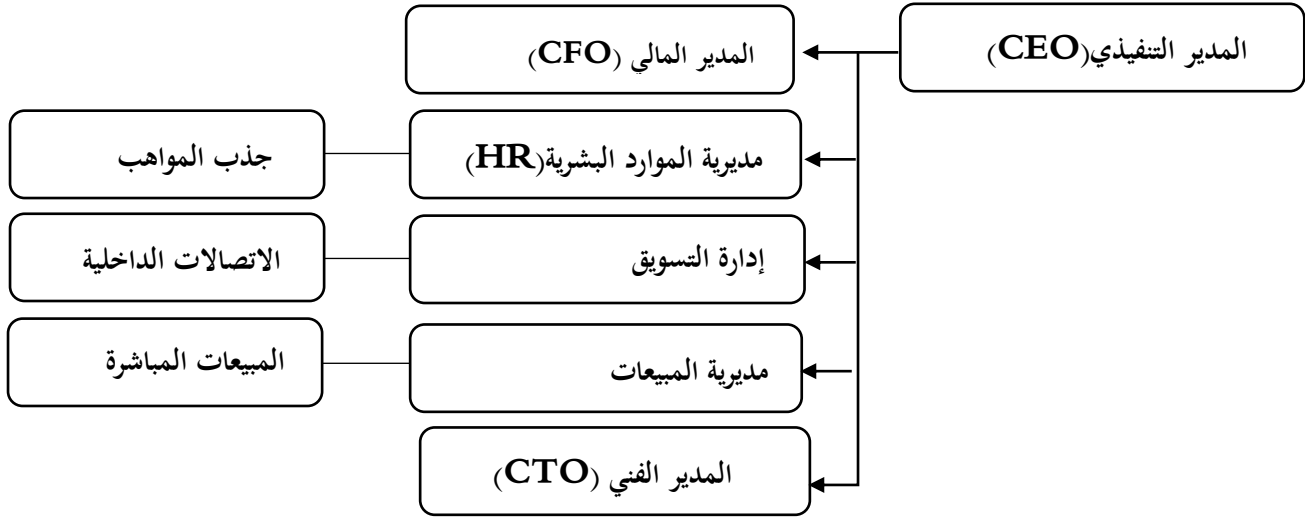 المدير التنفيذي(CEO)
المدير المالي (CFO)
مديرية الموارد البشرية(HR)
جذب المواهب
إدارة التسويق
الاتصالات الداخلية
مديرية المبيعات
المبيعات المباشرة
المدير الفني (CTO)